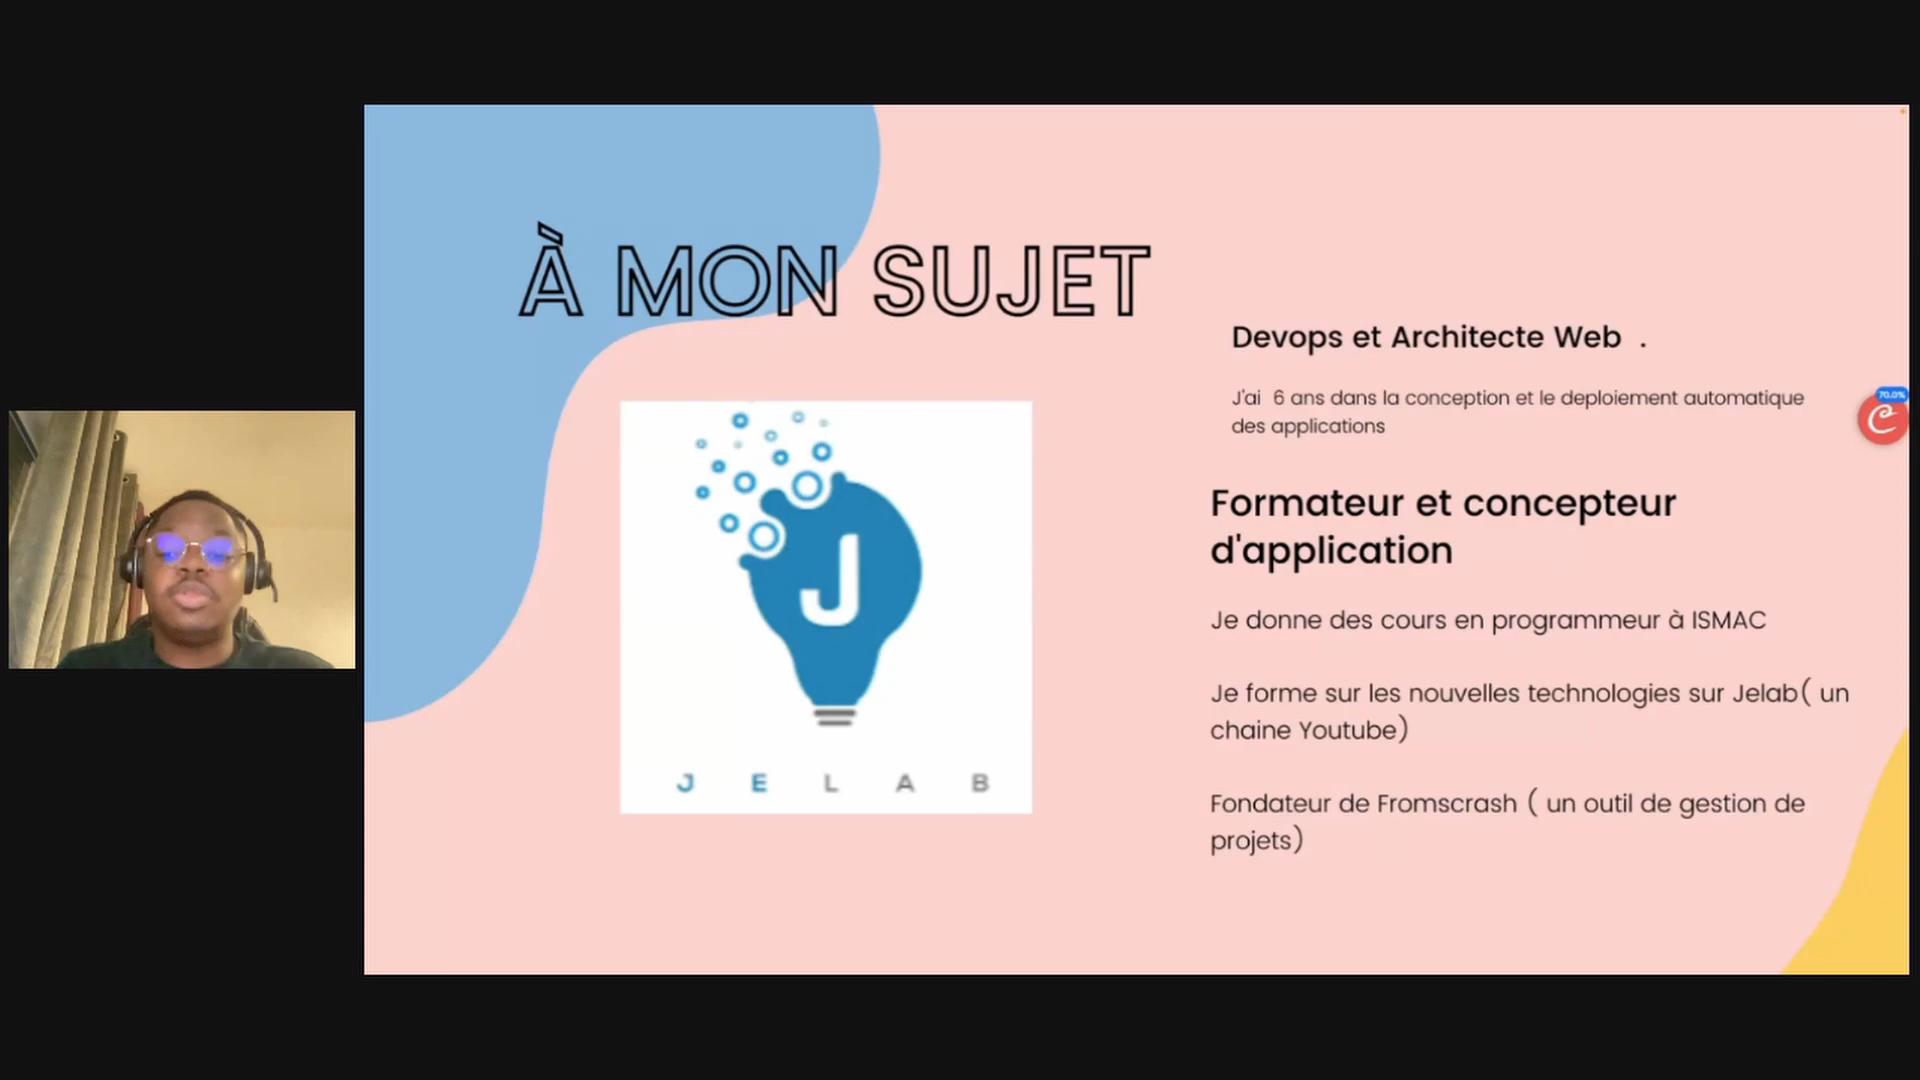 À MON SUJET
Devops et Architecte Web .
J'ai 6 ans dans la conception et le deploiement automatique
des applications
70.0%
Formateur et concepteur
d'application
Je donne des cours en programmeur à ISMAC
Je forme sur les nouvelles technologies sur Jelab( un
chaine Youtube)
Fondateur de Fromscrash ( un outil de gestion de
projets)
J
J E L A B